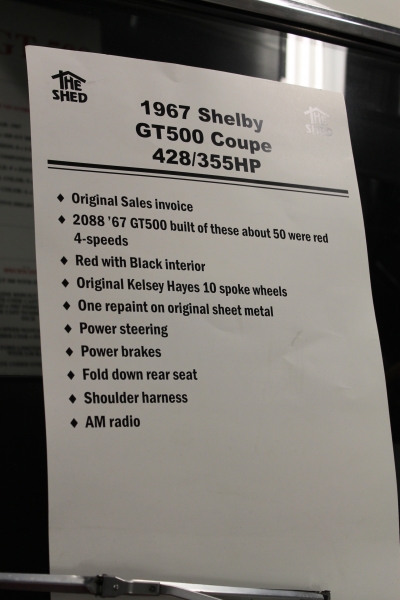 THE
SHED
1967 Shelby
GT500 Coupe
428/355HP
THE
SHED
♦ Original Sales invoice
♦ 2088 '67 GT500 built of these about 50 were red
4-speeds
♦ Red with Black interior
♦ Original Kelsey Hayes 10 spoke wheels
♦ One repaint on original sheet metal
♦ Power steering
♦ Power brakes
♦ Fold down rear seat
♦ Shoulder harness
♦ AM radio